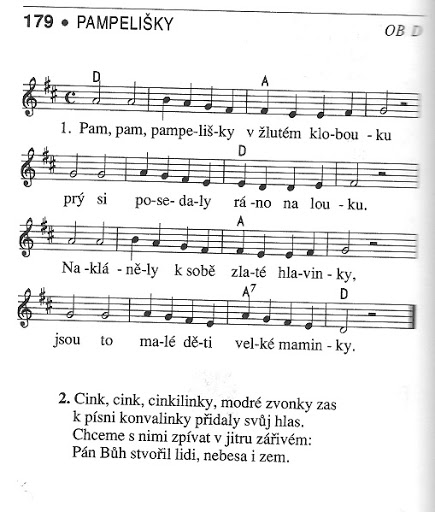 179 • PAMPELIŠKY
OB D
D A
1. Pam, pam, pampe-liš-ky v žlutém klo-bou - ku
D
prý si po-se-da-ly rá-no na lou-ku.
A
Na-klá-ně-ly k sobě zla-té hla-vin-ky,
A7 D
jsou to ma-lé dě-ti vel-ké mamin-ky.
2. Cink, cink, cinkilinky, modré zvonky zas
k písni konvalinky přidaly svůj hlas.
Chceme s nimi zpívat v jitru zářivém:
Pán Bůh stvořil lidi, nebesa i zem.